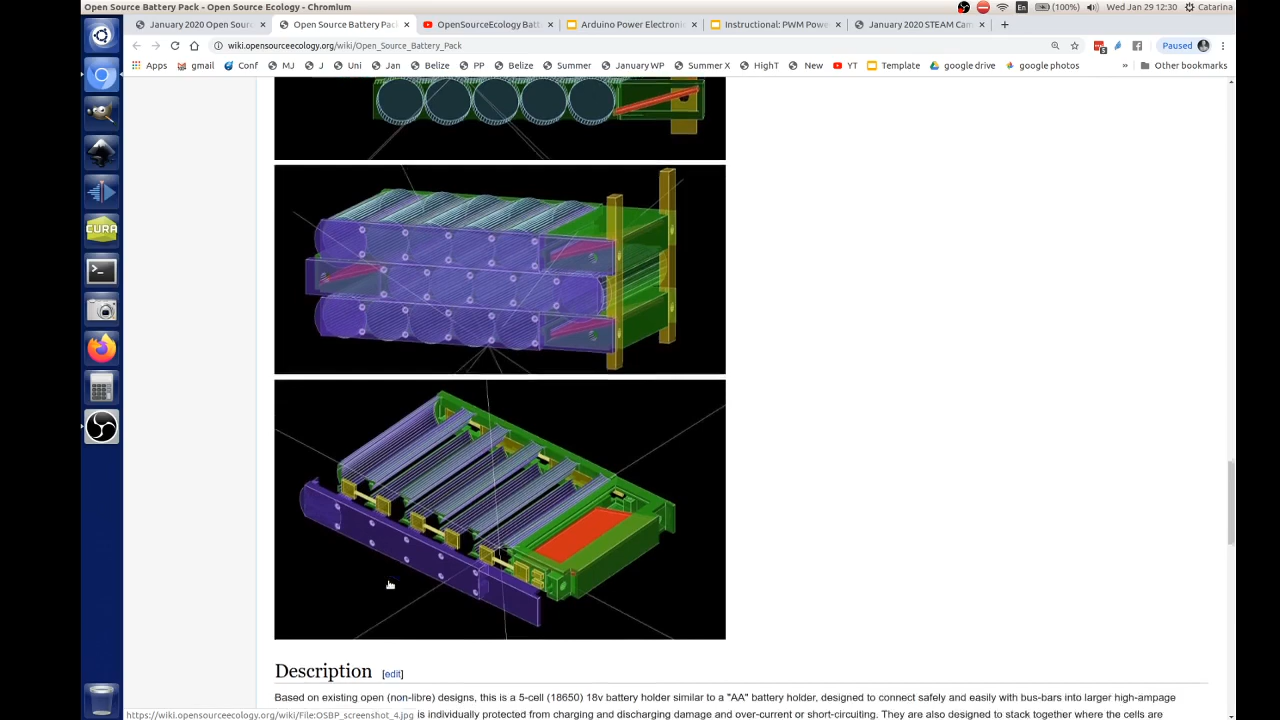 Open Source Battery Pack - Open Source Ecology - Chromium
En (100%) Wed Jan 29 12:30 Catarina
January 2020 Open Sour
Open Source Battery Pack
OpenSourceEcology Batt
Arduino Power Electronic
Instructional: PWM Powe
January 2020 STEAM Cam
wiki.opensourceecology.org/wiki/Open_Source_Battery_Pack
Paused
Apps gmail Conf MJ J Uni Jan Belize PP Belize Summer January WP Summer X HighT New YT Template google drive google photos » Other bookmarks
CURA
Description [edit]
Based on existing open (non-libre) designs, this is a 5-cell (18650) 18v battery holder similar to a "AA" battery holder, designed to connect safely and easily with bus-bars into larger high-ampage
https://wiki.opensourceecology.org/wiki/File:OSBP_screenshot_4.jpg is individually protected from charging and discharging damage and over-current or short-circuiting. They are also designed to stack together where the cells are